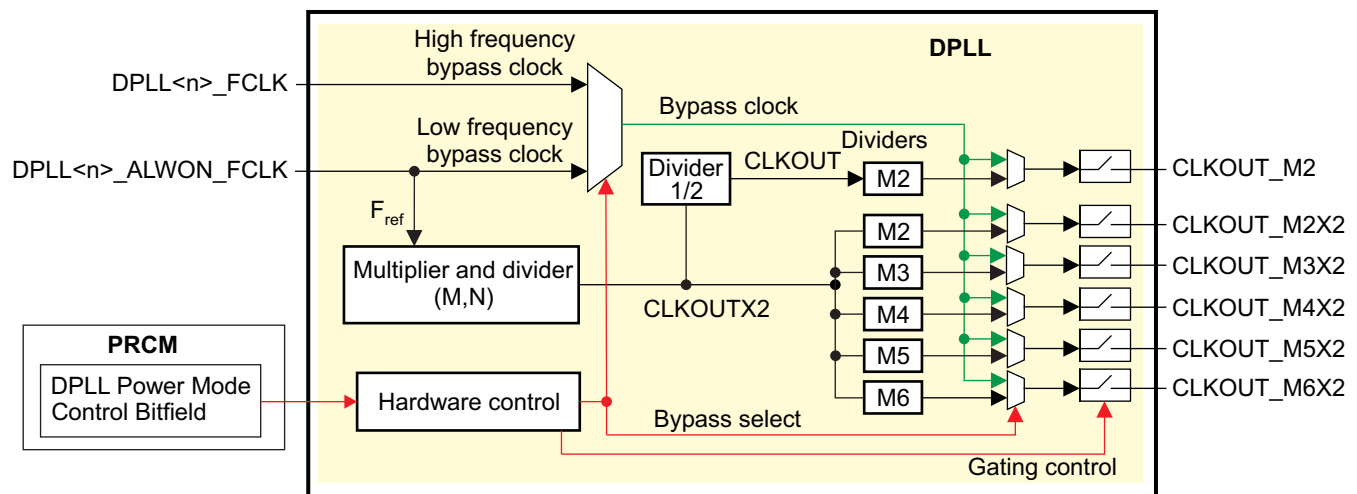 DPLL
High frequency
bypass clock
DPLL<n>_FCLK
Bypass clock
Low frequency
bypass clock
DPLL<n>_ALWON_FCLK
Dividers
CLKOUT
Divider
1/2
M2
CLKOUT_M2
F_ref
M2
CLKOUT_M2X2
Multiplier and divider
(M,N)
M3
CLKOUT_M3X2
CLKOUTX2
M4
CLKOUT_M4X2
M5
CLKOUT_M5X2
PRCM
DPLL Power Mode
Control Bitfield
Hardware control
M6
CLKOUT_M6X2
Bypass select
Gating control